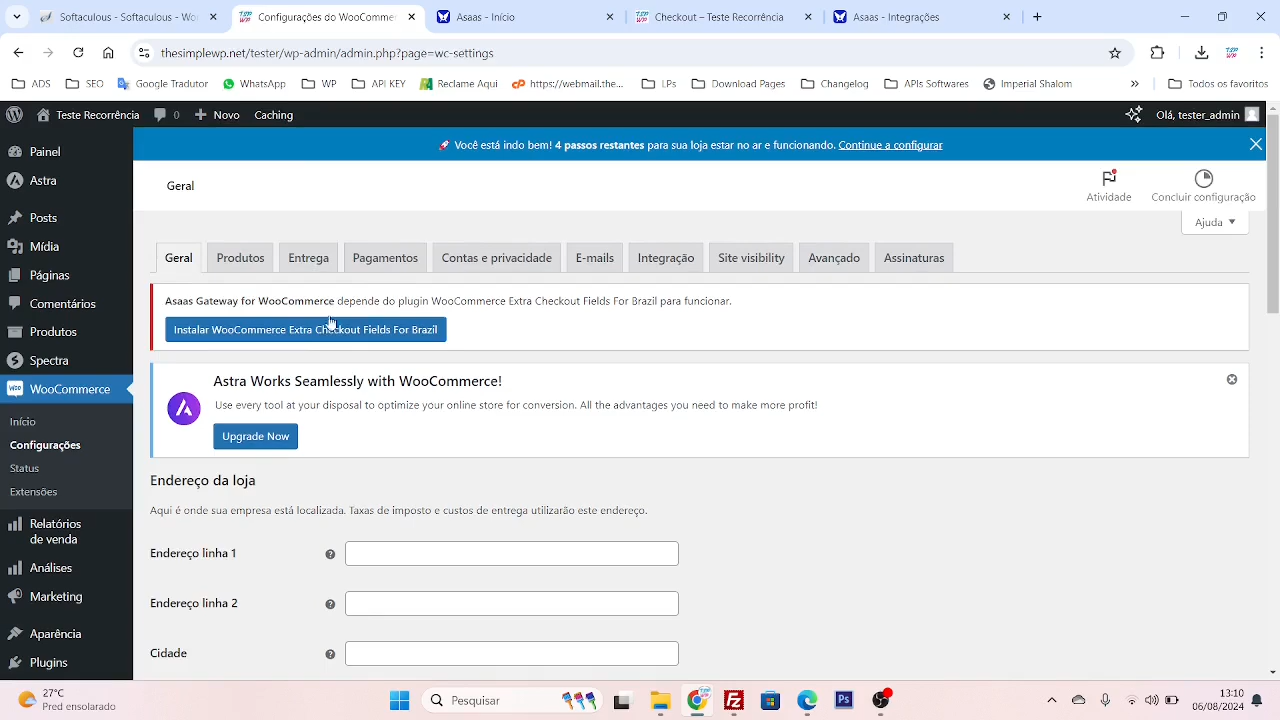 Softaculous - Softaculous - Wo
Configurações do WooCommer
Asaas - Início
Checkout – Teste Recorrência
Asaas - Integrações
thesimplewp.net/tester/wp-admin/admin.php?page=wc-settings
ADS
SEO
Google Tradutor
WhatsApp
WP
API KEY
Reclame Aqui
https://webmail.the...
LPs
Download Pages
Changelog
APIs Softwares
Imperial Shalom
»
Todos os favoritos
Teste Recorrência
0
Novo
Caching
Olá, tester_admin
🚀 Você está indo bem! 4 passos restantes para sua loja estar no ar e funcionando. Continue a configurar
Painel
Astra
Posts
Mídia
Páginas
Comentários
Produtos
Spectra
WooCommerce
Início
Configurações
Status
Extensões
Relatórios
de venda
Análises
Marketing
Aparência
Plugins
Geral
Atividade
Concluir configuração
Ajuda
Geral
Produtos
Entrega
Pagamentos
Contas e privacidade
E-mails
Integração
Site visibility
Avançado
Assinaturas
Asaas Gateway for WooCommerce depende do plugin WooCommerce Extra Checkout Fields For Brazil para funcionar.
Instalar WooCommerce Extra Checkout Fields For Brazil
Astra Works Seamlessly with WooCommerce!
Use every tool at your disposal to optimize your online store for conversion. All the advantages you need to make more profit!
Upgrade Now
Endereço da loja
Aqui é onde sua empresa está localizada. Taxas de imposto e custos de entrega utilizarão este endereço.
Endereço linha 1
Endereço linha 2
Cidade
27°C
Pred ensolarado
Pesquisar
13:10
06/08/2024